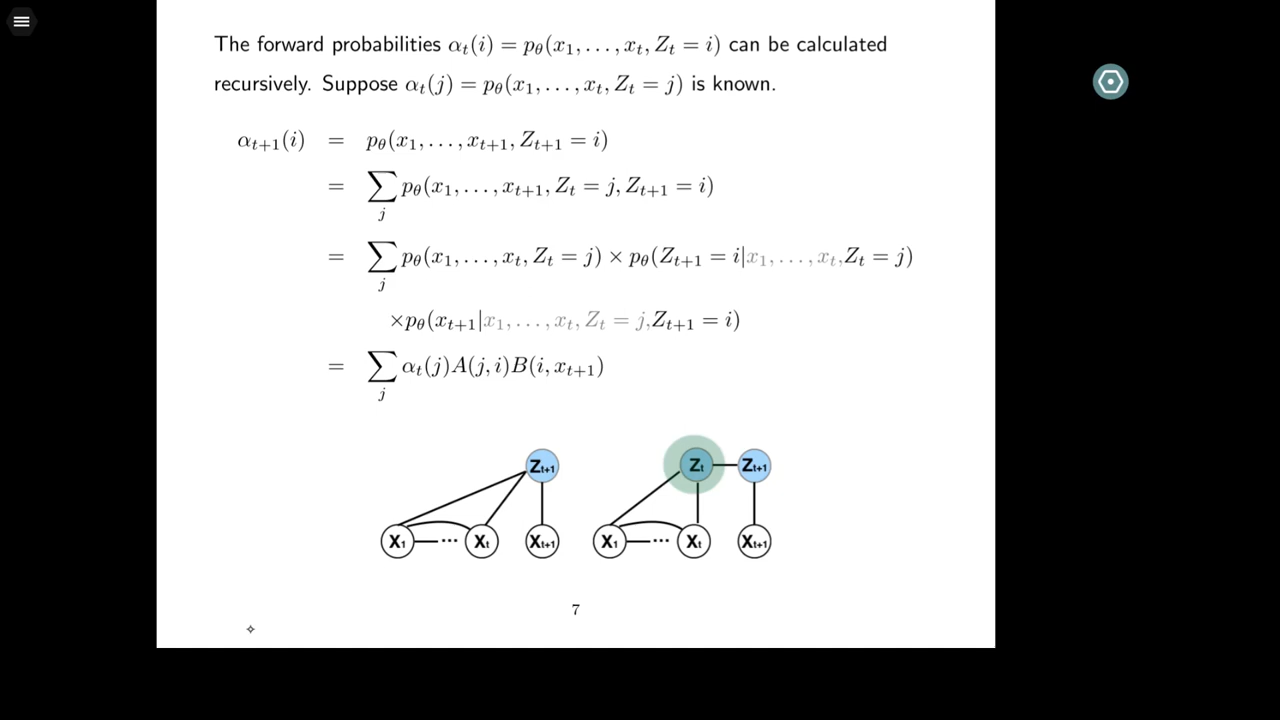 The forward probabilities αₜ(i) = pθ(x₁, . . . , xₜ, Zₜ = i) can be calculated
recursively. Suppose αₜ(j) = pθ(x₁, . . . , xₜ, Zₜ = j) is known.
αₜ₊₁(i) = pθ(x₁, . . . , xₜ₊₁, Zₜ₊₁ = i)
= ∑ⱼ pθ(x₁, . . . , xₜ₊₁, Zₜ = j, Zₜ₊₁ = i)
= ∑ⱼ pθ(x₁, . . . , xₜ, Zₜ = j) × pθ(Zₜ₊₁ = i|x₁, . . . , xₜ,Zₜ = j)
×pθ(xₜ₊₁|x₁, . . . , xₜ, Zₜ = j,Zₜ₊₁ = i)
= ∑ⱼ αₜ(j)A(j, i)B(i, xₜ₊₁)
Zₜ₊₁ Zₜ Zₜ₊₁
X₁ ··· Xₜ Xₜ₊₁ X₁ ··· Xₜ Xₜ₊₁
7